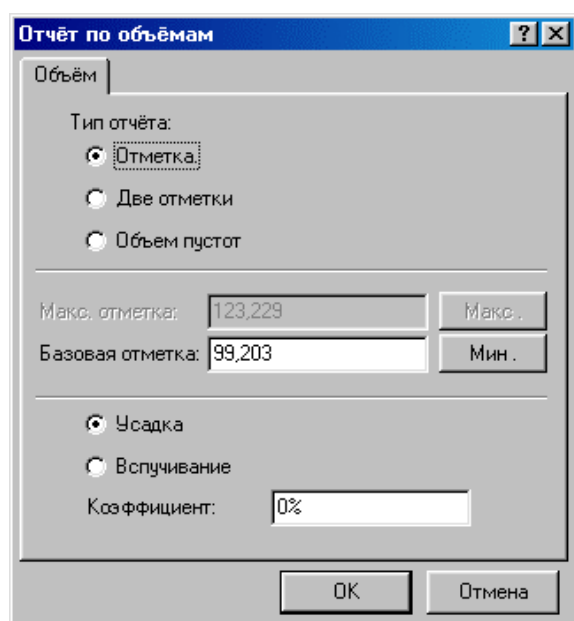 Отчёт по объёмам
Объём
Тип отчёта:
Отметка.
Две отметки
Объем пустот
Макс. отметка: 123,229 Макс.
Базовая отметка: 99,203 Мин.
Усадка
Вспучивание
Коэффициент: 0%
OK Отмена